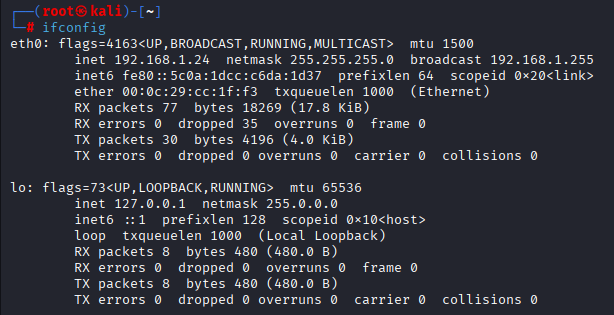 ┌──(root㉿kali)-[~]
└─# ifconfig
eth0: flags=4163<UP,BROADCAST,RUNNING,MULTICAST>  mtu 1500
        inet 192.168.1.24  netmask 255.255.255.0  broadcast 192.168.1.255
        inet6 fe80::5c0a:1dcc:c6da:1d37  prefixlen 64  scopeid 0×20<link>
        ether 00:0c:29:cc:1f:f3  txqueuelen 1000  (Ethernet)
        RX packets 77  bytes 18269 (17.8 KiB)
        RX errors 0  dropped 35  overruns 0  frame 0
        TX packets 30  bytes 4196 (4.0 KiB)
        TX errors 0  dropped 0 overruns 0  carrier 0  collisions 0

lo: flags=73<UP,LOOPBACK,RUNNING>  mtu 65536
        inet 127.0.0.1  netmask 255.0.0.0
        inet6 ::1  prefixlen 128  scopeid 0×10<host>
        loop  txqueuelen 1000  (Local Loopback)
        RX packets 8  bytes 480 (480.0 B)
        RX errors 0  dropped 0  overruns 0  frame 0
        TX packets 8  bytes 480 (480.0 B)
        TX errors 0  dropped 0 overruns 0  carrier 0  collisions 0